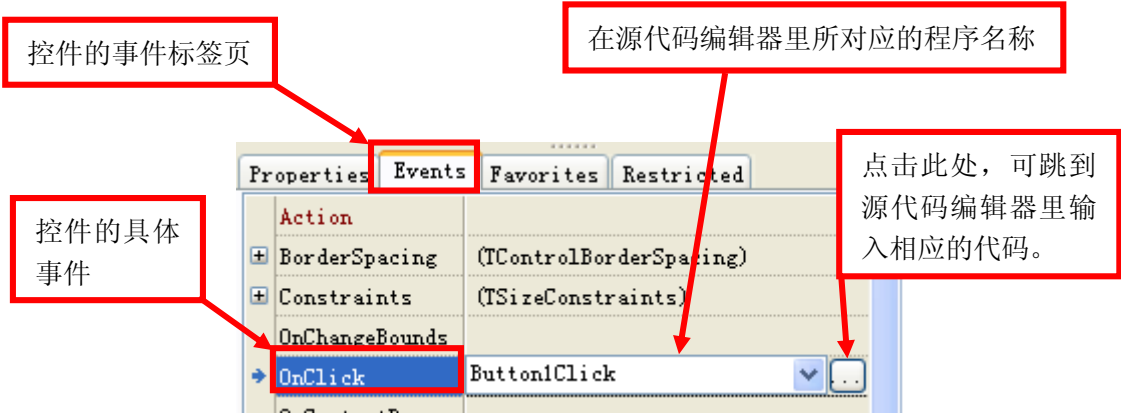 控件的事件标签页
在源代码编辑器里所对应的程序名称
Properties Events Favorites Restricted
点击此处，可跳到
源代码编辑器里输
入相应的代码。
控件的具体
事件
Action
BorderSpacing (TControlBorderSpacing)
Constraints (TSizeConstraints)
OnChangeBounds
OnClick Button1Click ...